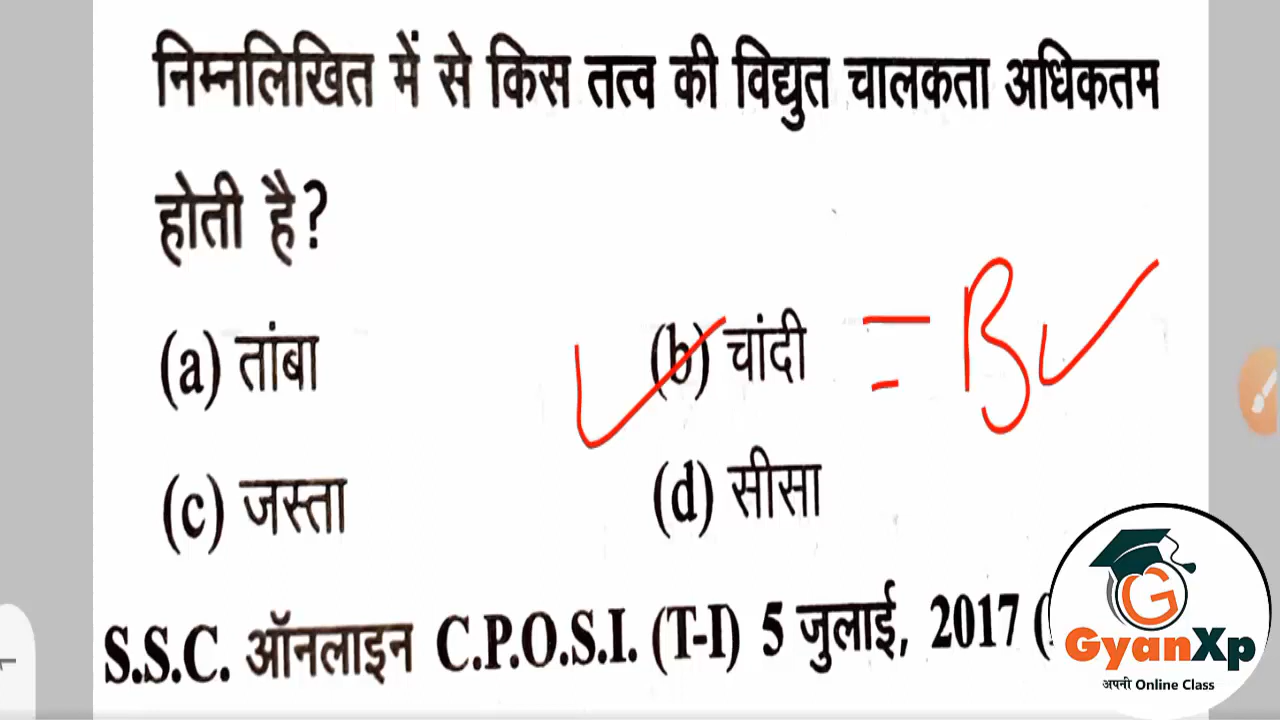 निम्नलिखित में से किस तत्व की विद्युत चालकता अधिकतम
होती है?
(a) तांबा (b) चांदी = B
(c) जस्ता (d) सीसा
S.S.C. ऑनलाइन C.P.O.S.I. (T-I) 5 जुलाई, 2017 (
G
GyanXp
अपनी Online Class